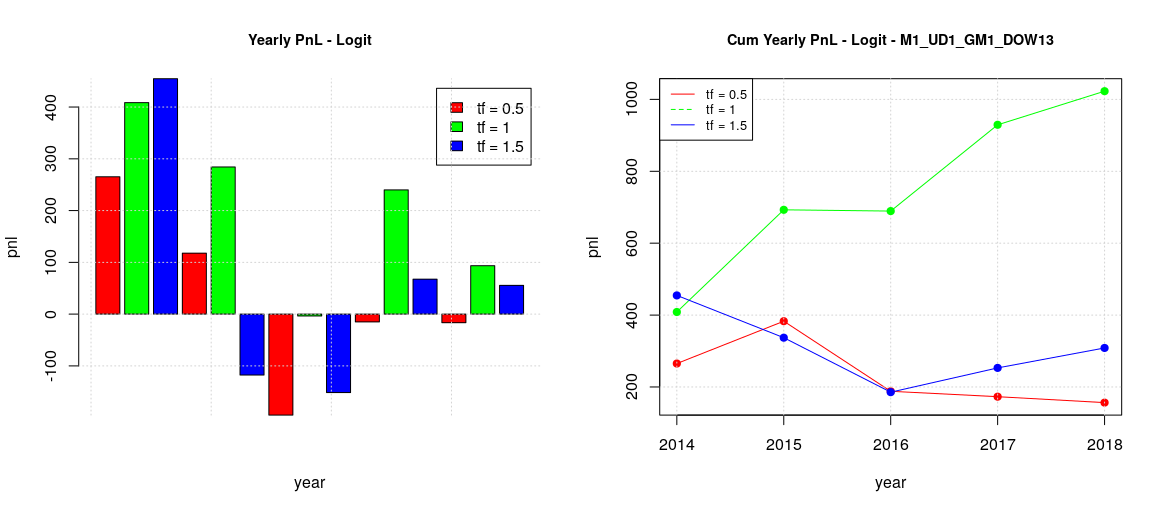 Yearly PnL - Logit
pnl
400
300
200
100
0
-100
tf = 0.5
tf = 1
tf = 1.5
year
Cum Yearly PnL - Logit - M1_UD1_GM1_DOW13
pnl
1000
800
600
400
200
tf = 0.5
tf = 1
tf = 1.5
2014 2015 2016 2017 2018
year